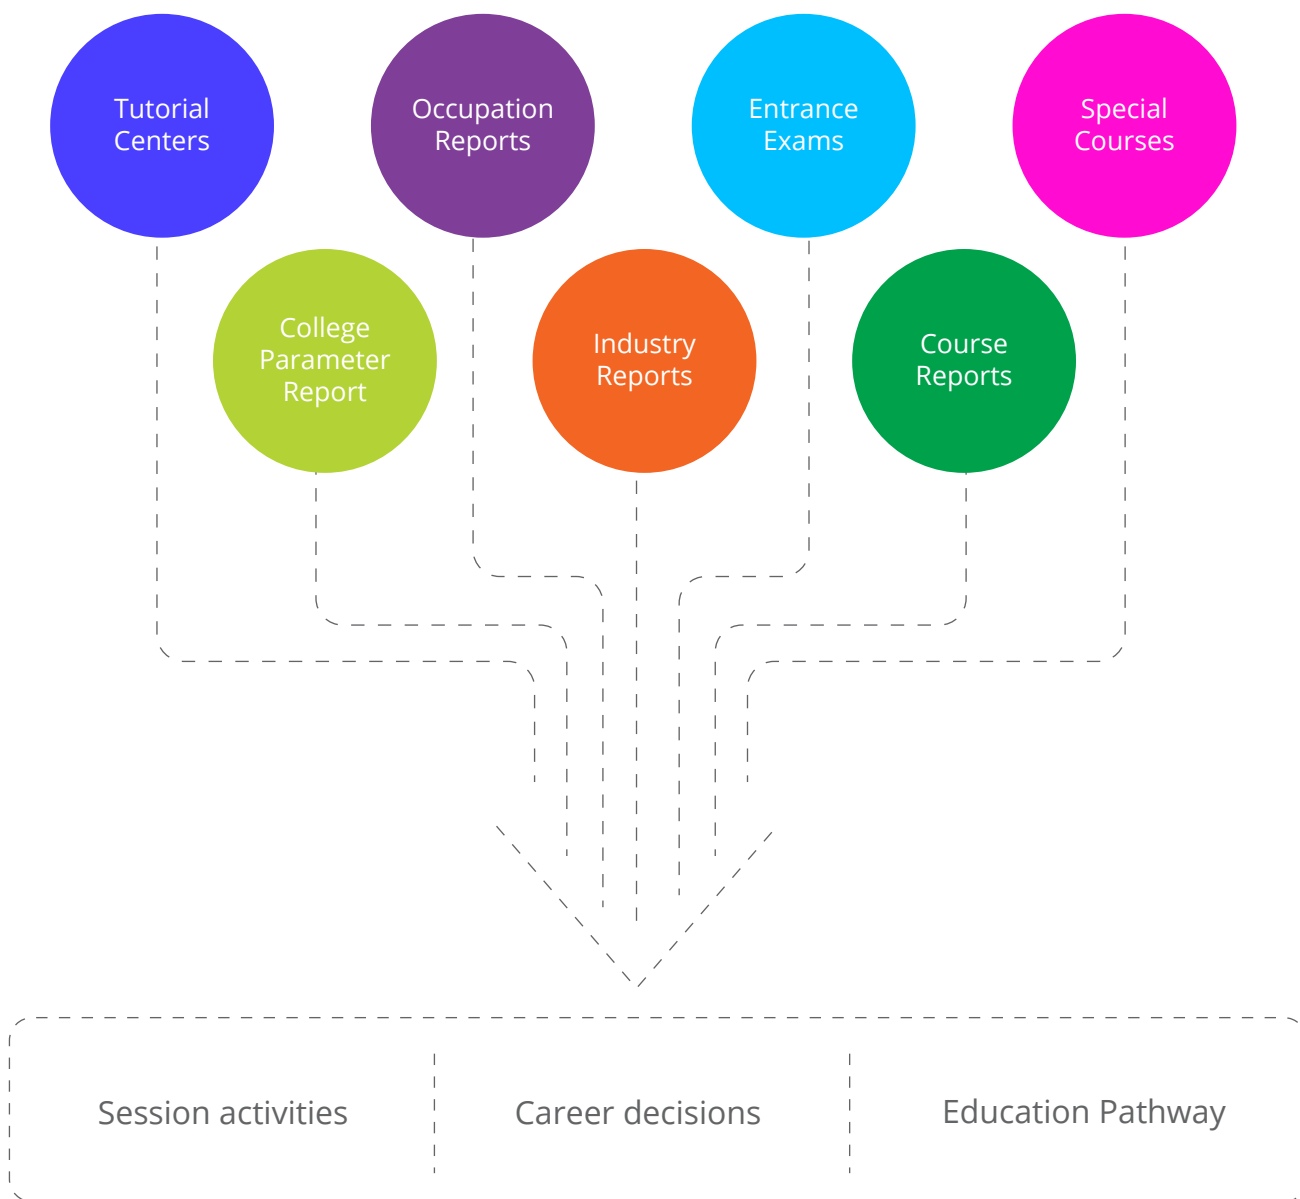 Tutorial
Centers
Occupation
Reports
Entrance
Exams
Special
Courses
College
Parameter
Report
Industry
Reports
Course
Reports
Session activities
Career decisions
Education Pathway